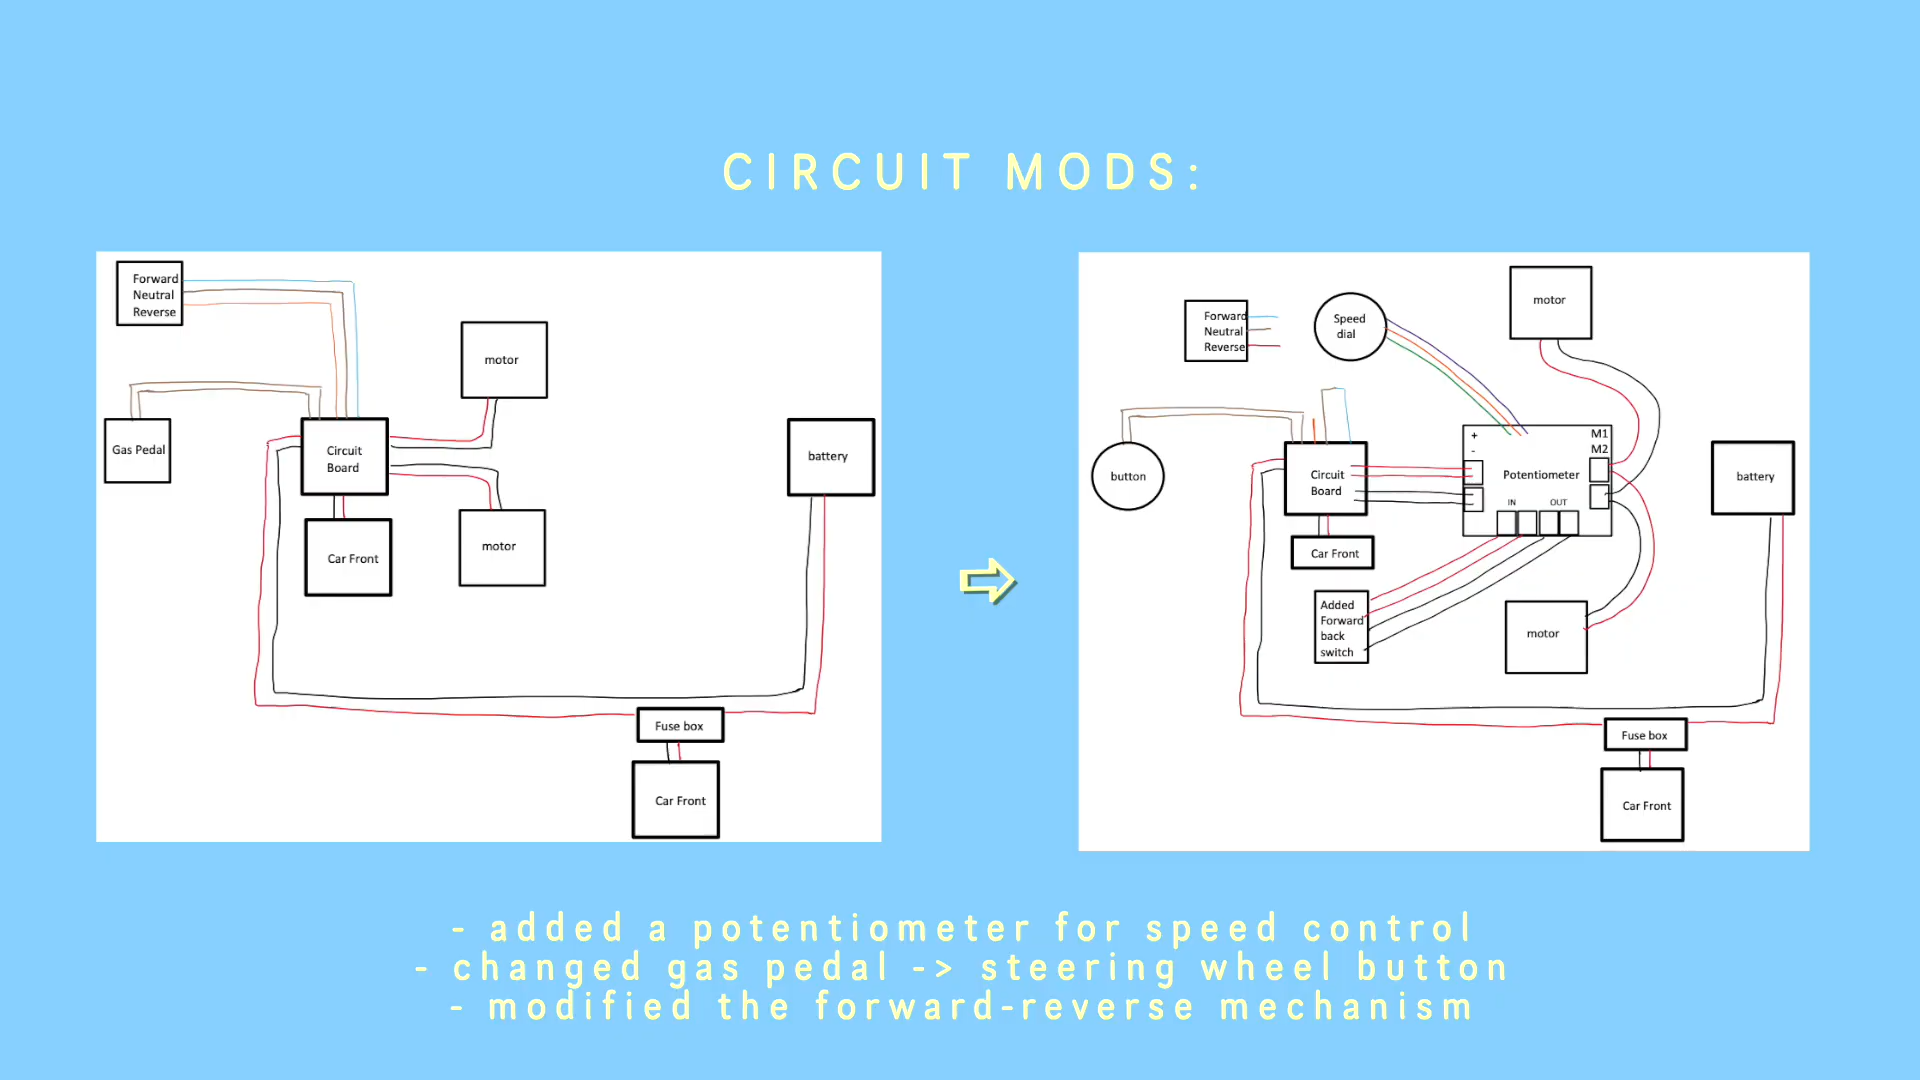 CIRCUIT MODS:
Forward
Neutral
Reverse
Gas Pedal
Circuit
Board
motor
motor
Car Front
battery
Fuse box
Car Front
Forward
Neutral
Reverse
Speed
dial
motor
button
Circuit
Board
Car Front
+
-
M1
M2
Potentiometer
IN OUT
battery
Added
Forward
back
switch
motor
Fuse box
Car Front
- added a potentiometer for speed control
- changed gas pedal -> steering wheel button
- modified the forward-reverse mechanism